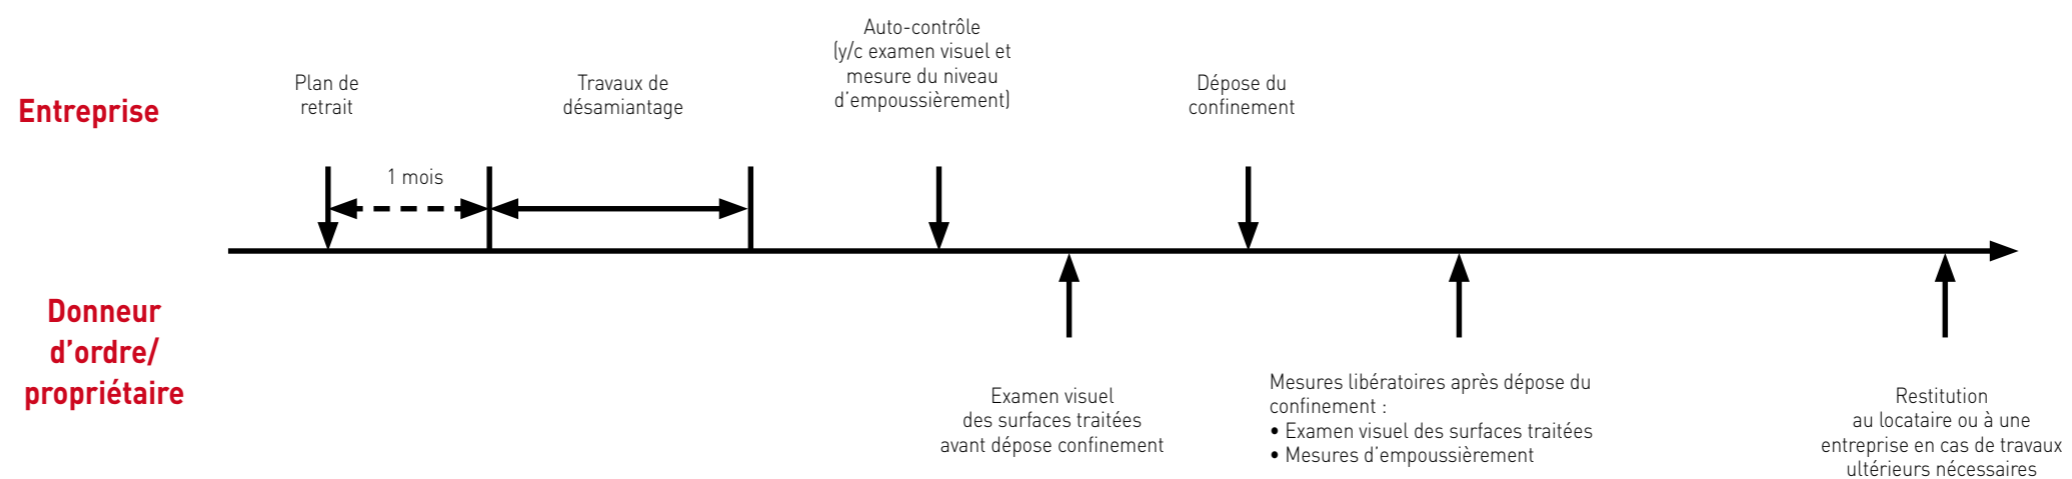 Entreprise
Plan de
retrait
1 mois
Travaux de
désamiantage
Auto-contrôle
(y/c examen visuel et
mesure du niveau
d’empoussièrement)
Dépose du
confinement
Donneur
d’ordre/
propriétaire
Examen visuel
des surfaces traitées
avant dépose confinement
Mesures libératoires après dépose du
confinement :
• Examen visuel des surfaces traitées
• Mesures d’empoussièrement
Restitution
au locataire ou à une
entreprise en cas de travaux
ultérieurs nécessaires